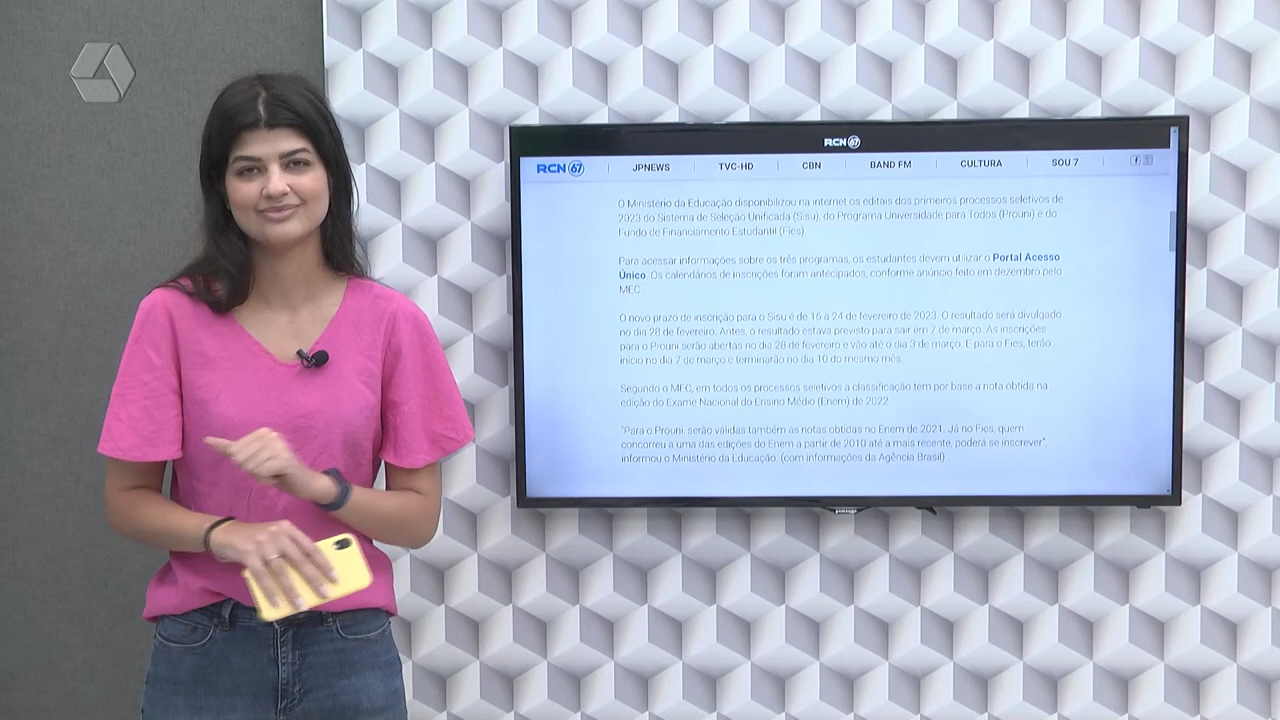 RCN 67
RCN 67 JPNEWS TVC-HD CBN BAND FM CULTURA SOU 7
O Ministério da Educação disponibilizou na internet os editais dos primeiros processos seletivos de
2023 do Sistema de Seleção Unificada (Sisu), do Programa Universidade para Todos (Prouni) e do
Fundo de Financiamento Estudantil (Fies).
Para acessar informações sobre os três programas, os estudantes devem utilizar o Portal Acesso
Único. Os calendários de inscrições foram antecipados, conforme anúncio feito em dezembro pelo
MEC.
O novo prazo de inscrição para o Sisu é de 16 a 24 de fevereiro de 2023. O resultado será divulgado
no dia 28 de fevereiro. Antes, o resultado estava previsto para sair em 7 de março. As inscrições
para o Prouni serão abertas no dia 28 de fevereiro e vão até o dia 3 de março. E para o Fies, terão
início no dia 7 de março e terminarão no dia 10 do mesmo mês.
Segundo o MEC, em todos os processos seletivos a classificação tem por base a nota obtida na
edição do Exame Nacional do Ensino Médio (Enem) de 2022.
"Para o Prouni, serão válidas também as notas obtidas no Enem de 2021. Já no Fies, quem
concorreu a uma das edições do Enem a partir de 2010 até a mais recente, poderá se inscrever",
informou o Ministério da Educação. (com informações da Agência Brasil)